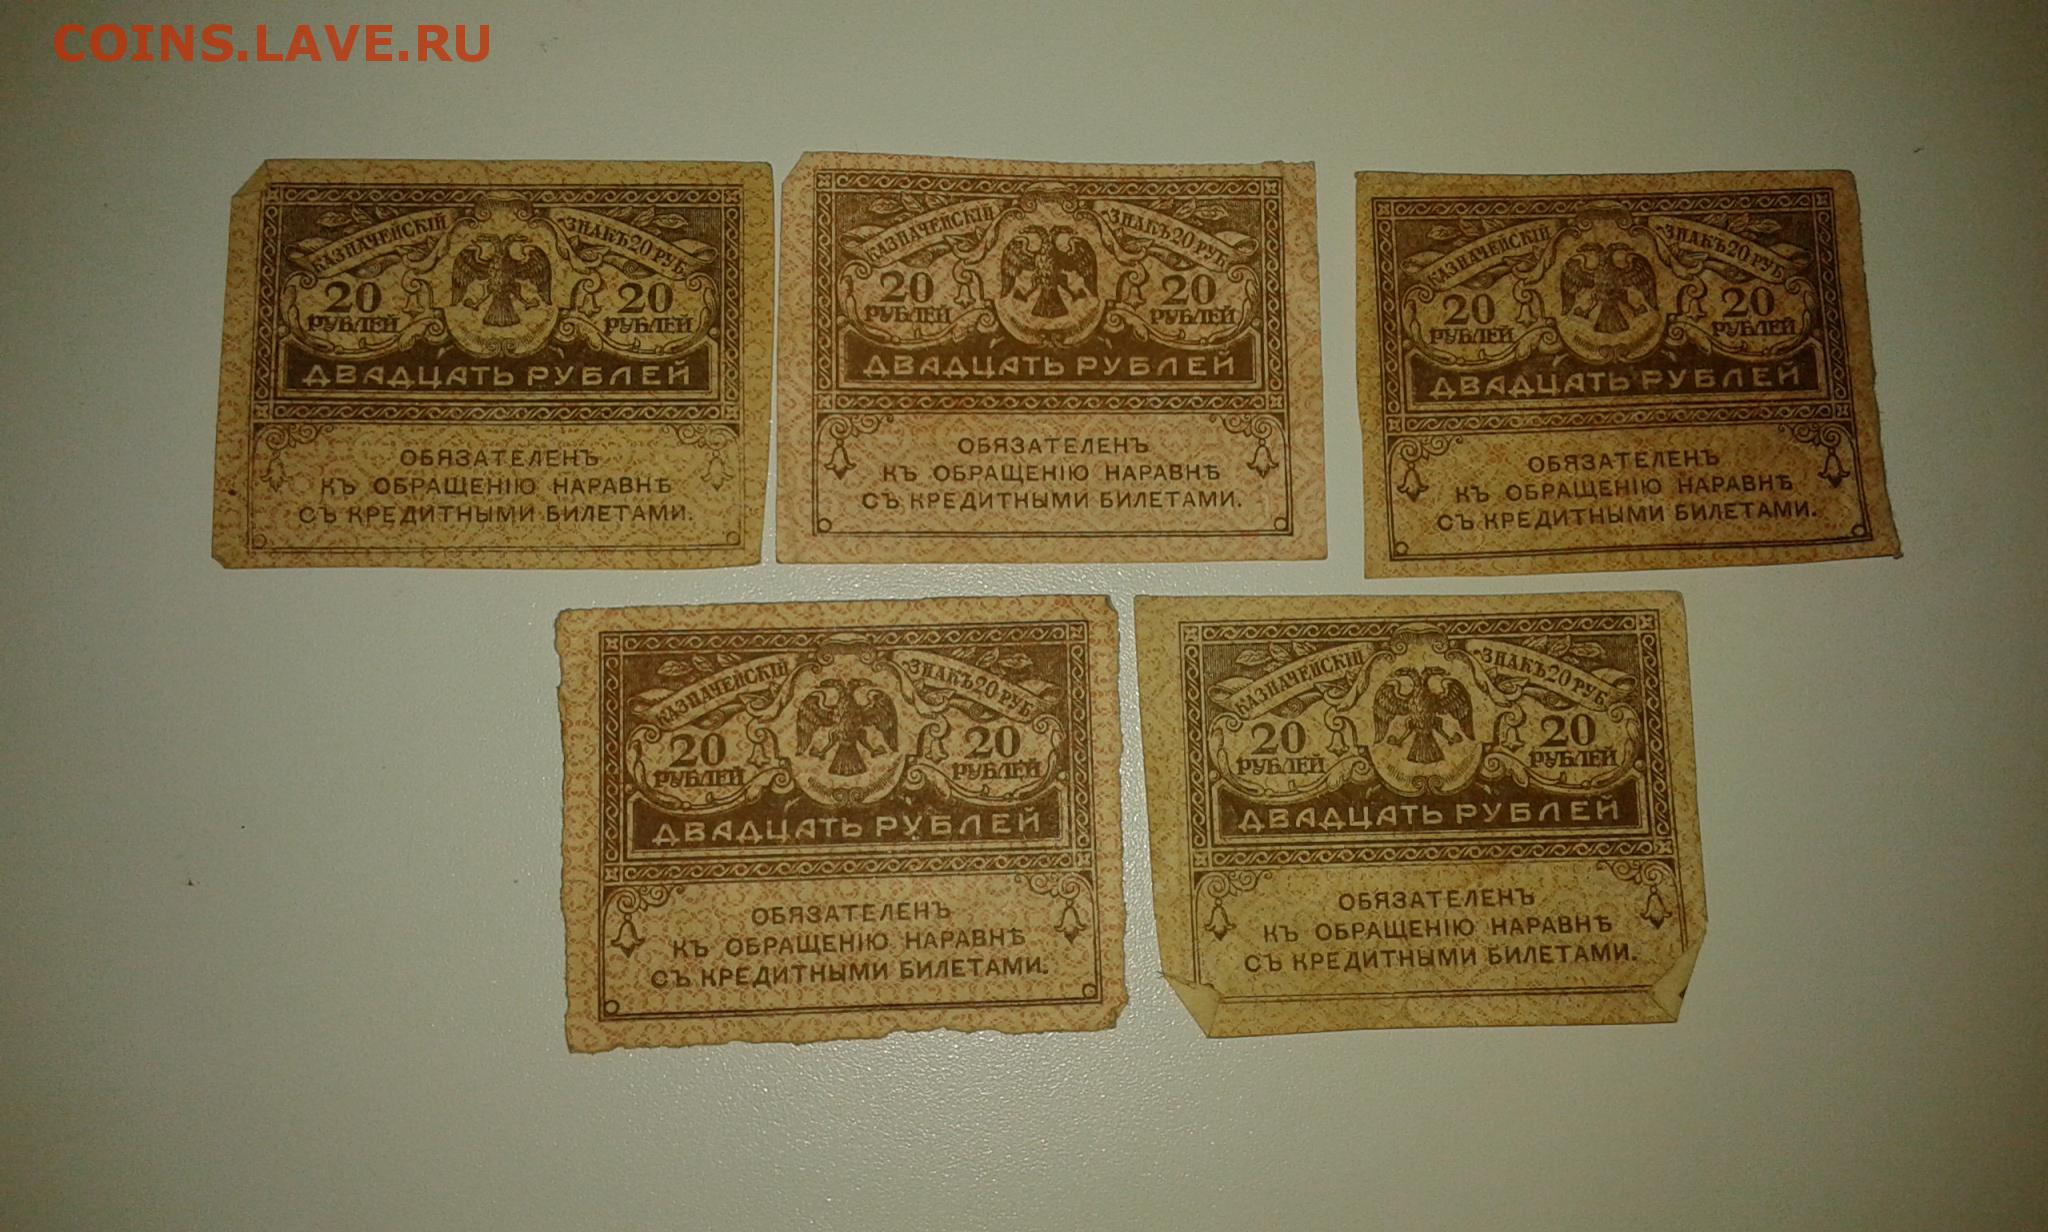 COINS.LAVE.RU
КАЗНАЧЕЙСКІЙ ЗНАКЪ 20 РУБ.
20 20
РУБЛЕЙ РУБЛЕЙ
ДВАДЦАТЬ РУБЛЕЙ
ОБЯЗАТЕЛЕНЪ
КЪ ОБРАЩЕНІЮ НАРАВНѢ
СЪ КРЕДИТНЫМИ БИЛЕТАМИ.
КАЗНАЧЕЙСКІЙ ЗНАКЪ 20 РУБ.
20 20
РУБЛЕЙ РУБЛЕЙ
ДВАДЦАТЬ РУБЛЕЙ
ОБЯЗАТЕЛЕНЪ
КЪ ОБРАЩЕНІЮ НАРАВНѢ
СЪ КРЕДИТНЫМИ БИЛЕТАМИ.
КАЗНАЧЕЙСКІЙ ЗНАКЪ 20 РУБ.
20 20
РУБЛЕЙ РУБЛЕЙ
ДВАДЦАТЬ РУБЛЕЙ
ОБЯЗАТЕЛЕНЪ
КЪ ОБРАЩЕНІЮ НАРАВНѢ
СЪ КРЕДИТНЫМИ БИЛЕТАМИ.
КАЗНАЧЕЙСКІЙ ЗНАКЪ 20 РУБ.
20 20
РУБЛЕЙ РУБЛЕЙ
ДВАДЦАТЬ РУБЛЕЙ
ОБЯЗАТЕЛЕНЪ
КЪ ОБРАЩЕНІЮ НАРАВНѢ
СЪ КРЕДИТНЫМИ БИЛЕТАМИ.
КАЗНАЧЕЙСКІЙ ЗНАКЪ 20 РУБ.
20 20
РУБЛЕЙ РУБЛЕЙ
ДВАДЦАТЬ РУБЛЕЙ
ОБЯЗАТЕЛЕНЪ
КЪ ОБРАЩЕНІЮ НАРАВНѢ
СЪ КРЕДИТНЫМИ БИЛЕТАМИ.